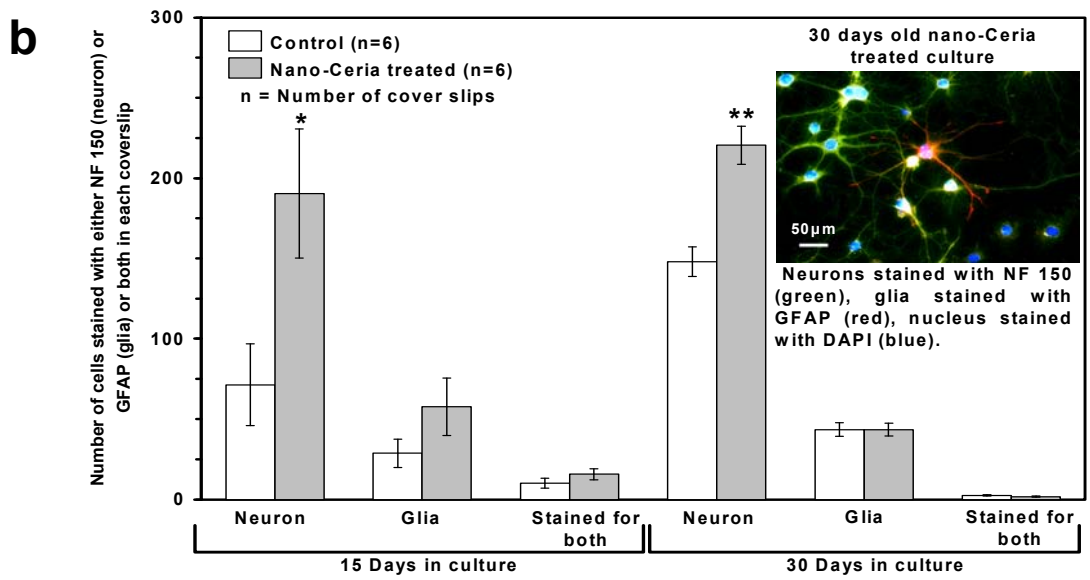 b
Number of cells stained with either NF 150 (neuron) or
GFAP (glia) or both in each coverslip
300
200
100
0
Control (n=6)
Nano-Ceria treated (n=6)
n = Number of cover slips
*
**
30 days old nano-Ceria
treated culture
50µm
Neurons stained with NF 150
(green), glia stained with
GFAP (red), nucleus stained
with DAPI (blue).
Neuron
Glia
Stained for
both
Neuron
Glia
Stained for
both
15 Days in culture
30 Days in culture